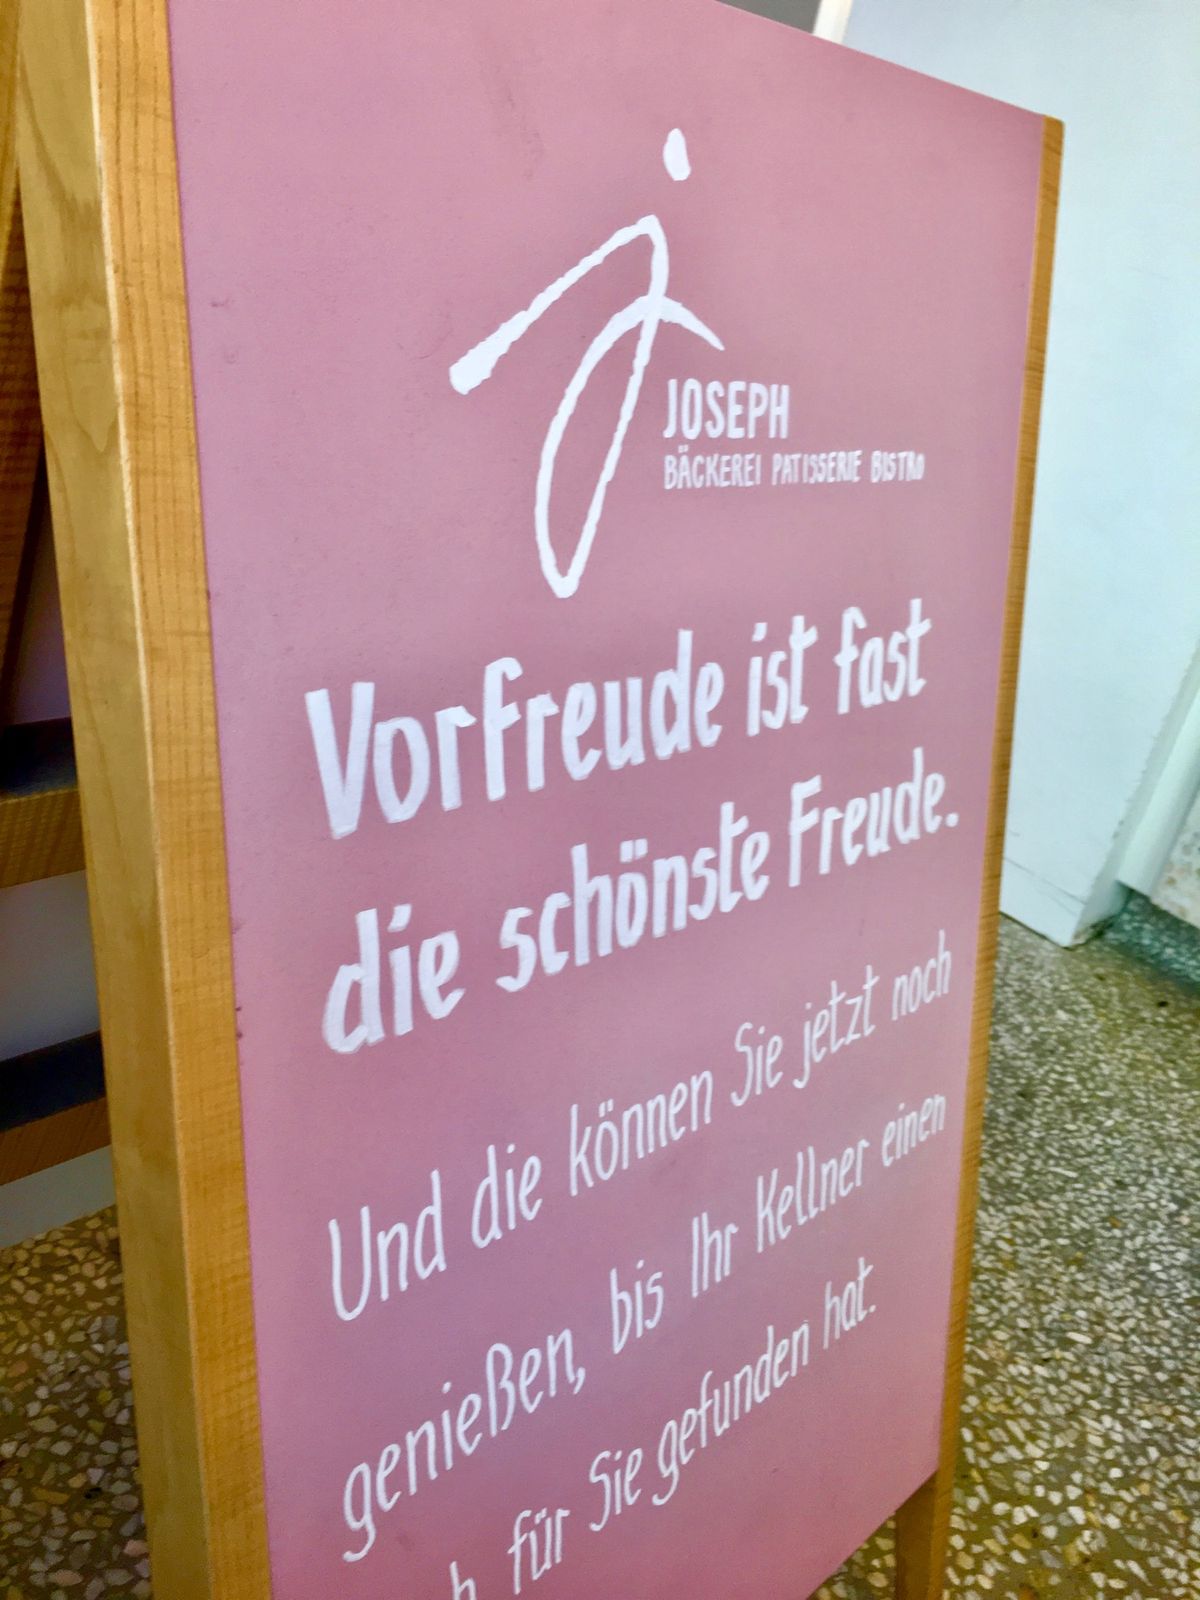 JOSEPH
BÄCKEREI PATISSERIE BISTRO
Vorfreude ist fast
die schönste Freude.
Und die können Sie jetzt noch
genießen, bis Ihr Kellner einen
für Sie gefunden hat.